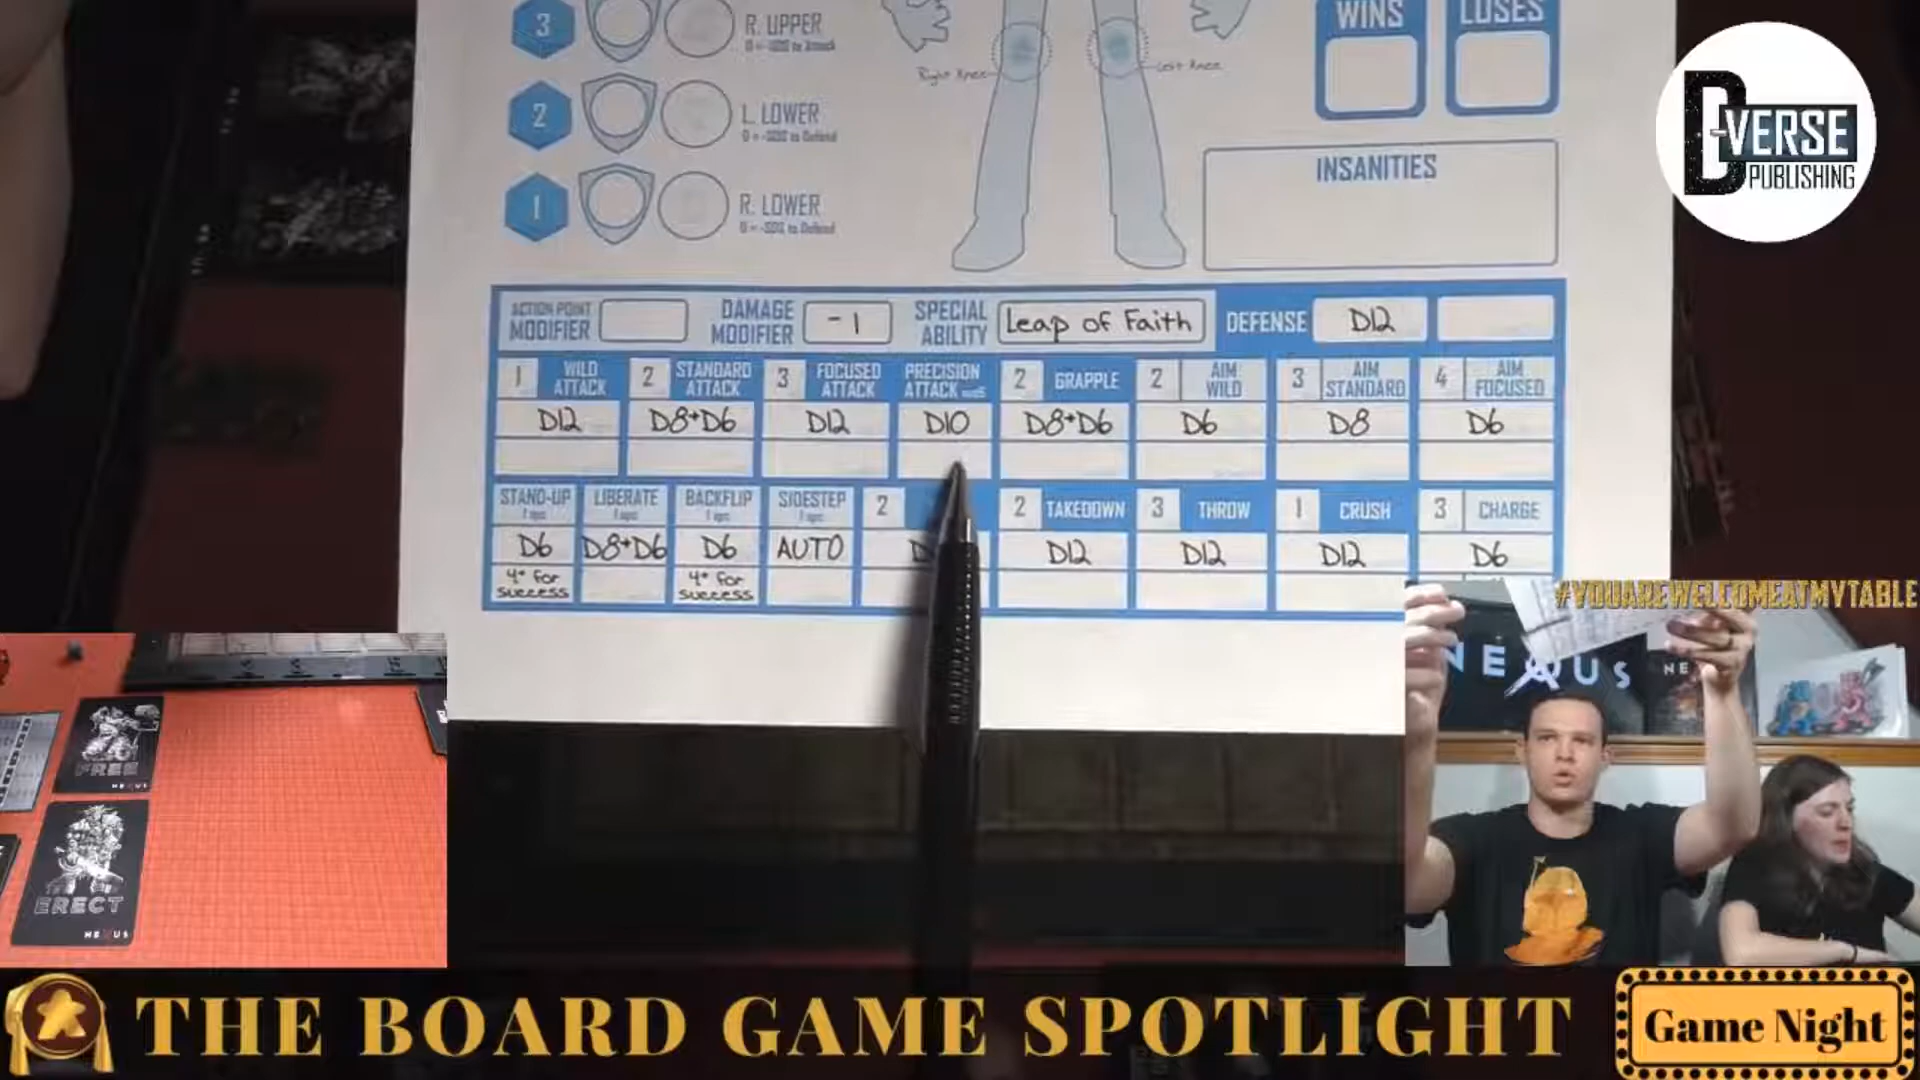 3 R. UPPER
WINS
LOSES
Right Knee
Left Knee
2 L. LOWER
1 R. LOWER
INSANITIES
D-VERSE
PUBLISHING
ACTION POINT MODIFIER
DAMAGE MODIFIER -1
SPECIAL ABILITY Leap of Faith
DEFENSE D12
1 WILD ATTACK
2 STANDARD ATTACK
3 FOCUSED ATTACK
PRECISION ATTACK
2 GRAPPLE
2 AIM WILD
3 AIM STANDARD
4 AIM FOCUSED
D12 D8+D6 D12 D10 D8+D6 D6 D8 D6
STAND-UP
LIBERATE
BACKFLIP
SIDESTEP
2
2 TAKEDOWN
3 THROW
1 CRUSH
3 CHARGE
D6 D8+D6 D6 AUTO D12 D12 D12 D6
4+ for success
4+ for success
#YOUAREWELCOMEATMYTABLE
NEXUS
FREE
NEXUS
ERECT
NEXUS
THE BOARD GAME SPOTLIGHT
Game Night